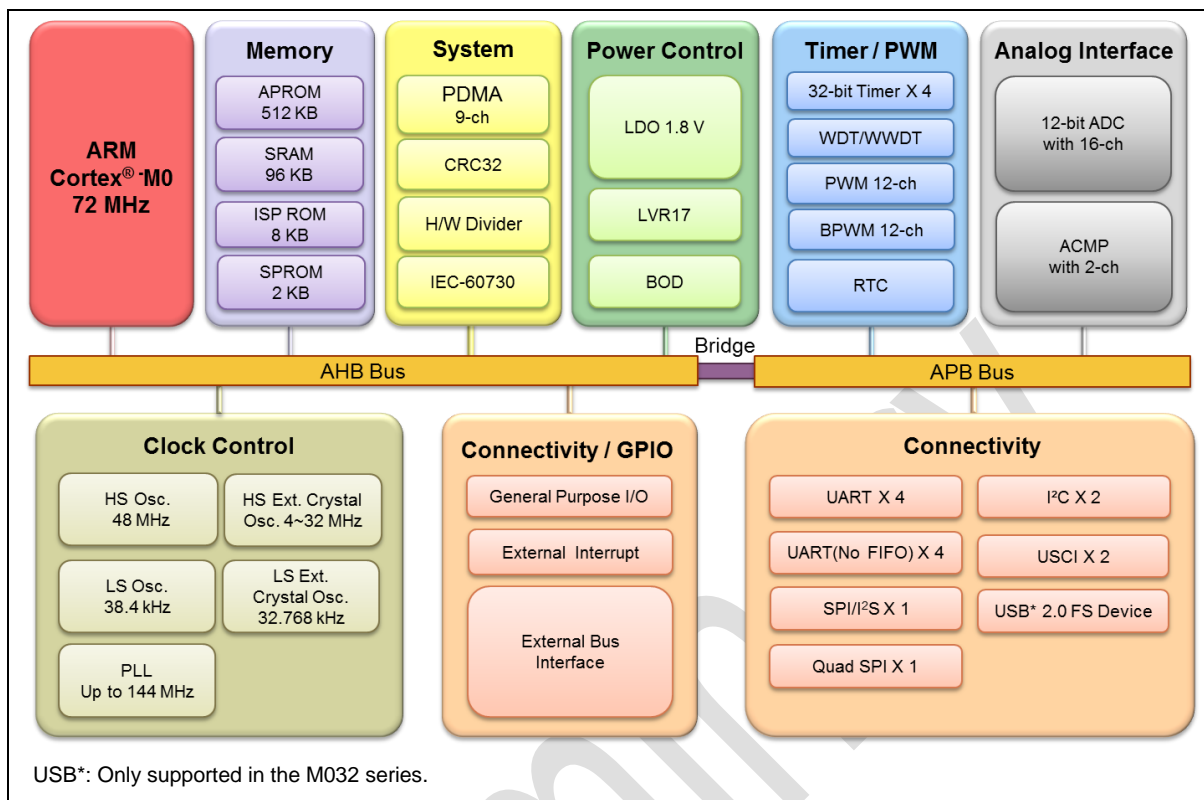 ARM
Cortex® -M0
72 MHz
Memory
APROM
512 KB
SRAM
96 KB
ISP ROM
8 KB
SPROM
2 KB
System
PDMA
9-ch
CRC32
H/W Divider
IEC-60730
Power Control
LDO 1.8 V
LVR17
BOD
Timer / PWM
32-bit Timer X 4
WDT/WWDT
PWM 12-ch
BPWM 12-ch
RTC
Analog Interface
12-bit ADC
with 16-ch
ACMP
with 2-ch
AHB Bus
Bridge
APB Bus
Clock Control
HS Osc.
48 MHz
HS Ext. Crystal
Osc. 4~32 MHz
LS Osc.
38.4 kHz
LS Ext.
Crystal Osc.
32.768 kHz
PLL
Up to 144 MHz
Connectivity / GPIO
General Purpose I/O
External Interrupt
External Bus
Interface
Connectivity
UART X 4
I²C X 2
UART(No FIFO) X 4
USCI X 2
SPI/I²S X 1
USB* 2.0 FS Device
Quad SPI X 1
USB*: Only supported in the M032 series.